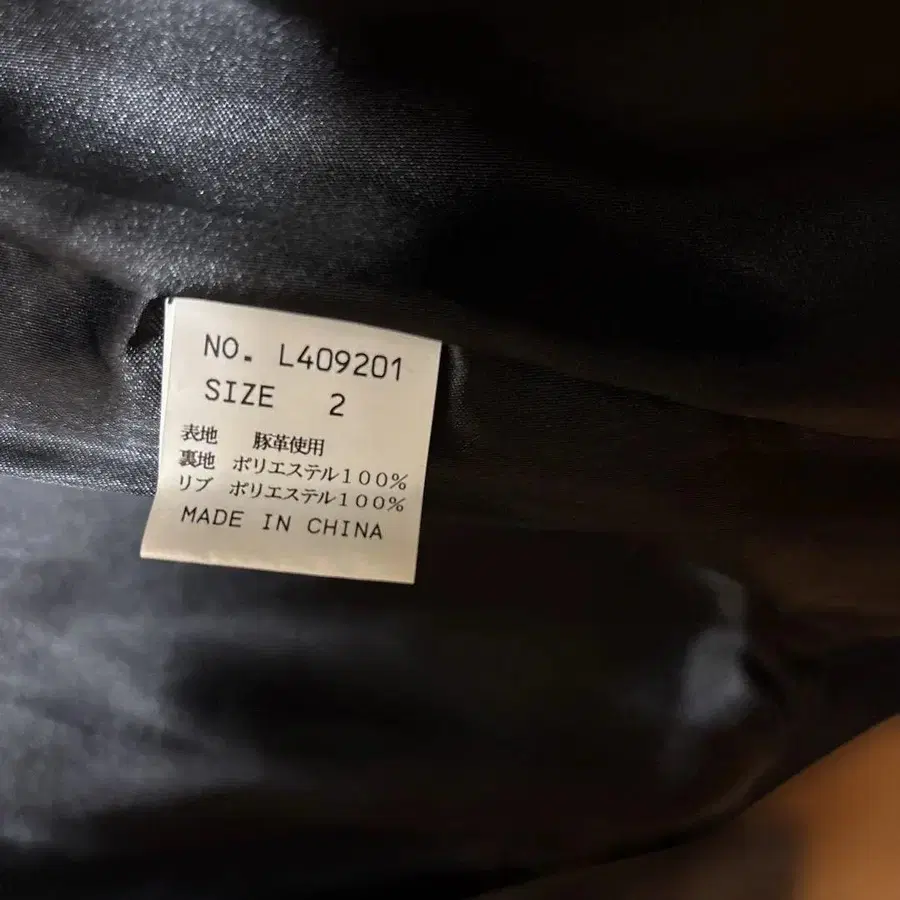 NO. L409201
SIZE 2
表地 豚革使用
裏地 ポリエステル100%
リブ ポリエステル100%
MADE IN CHINA